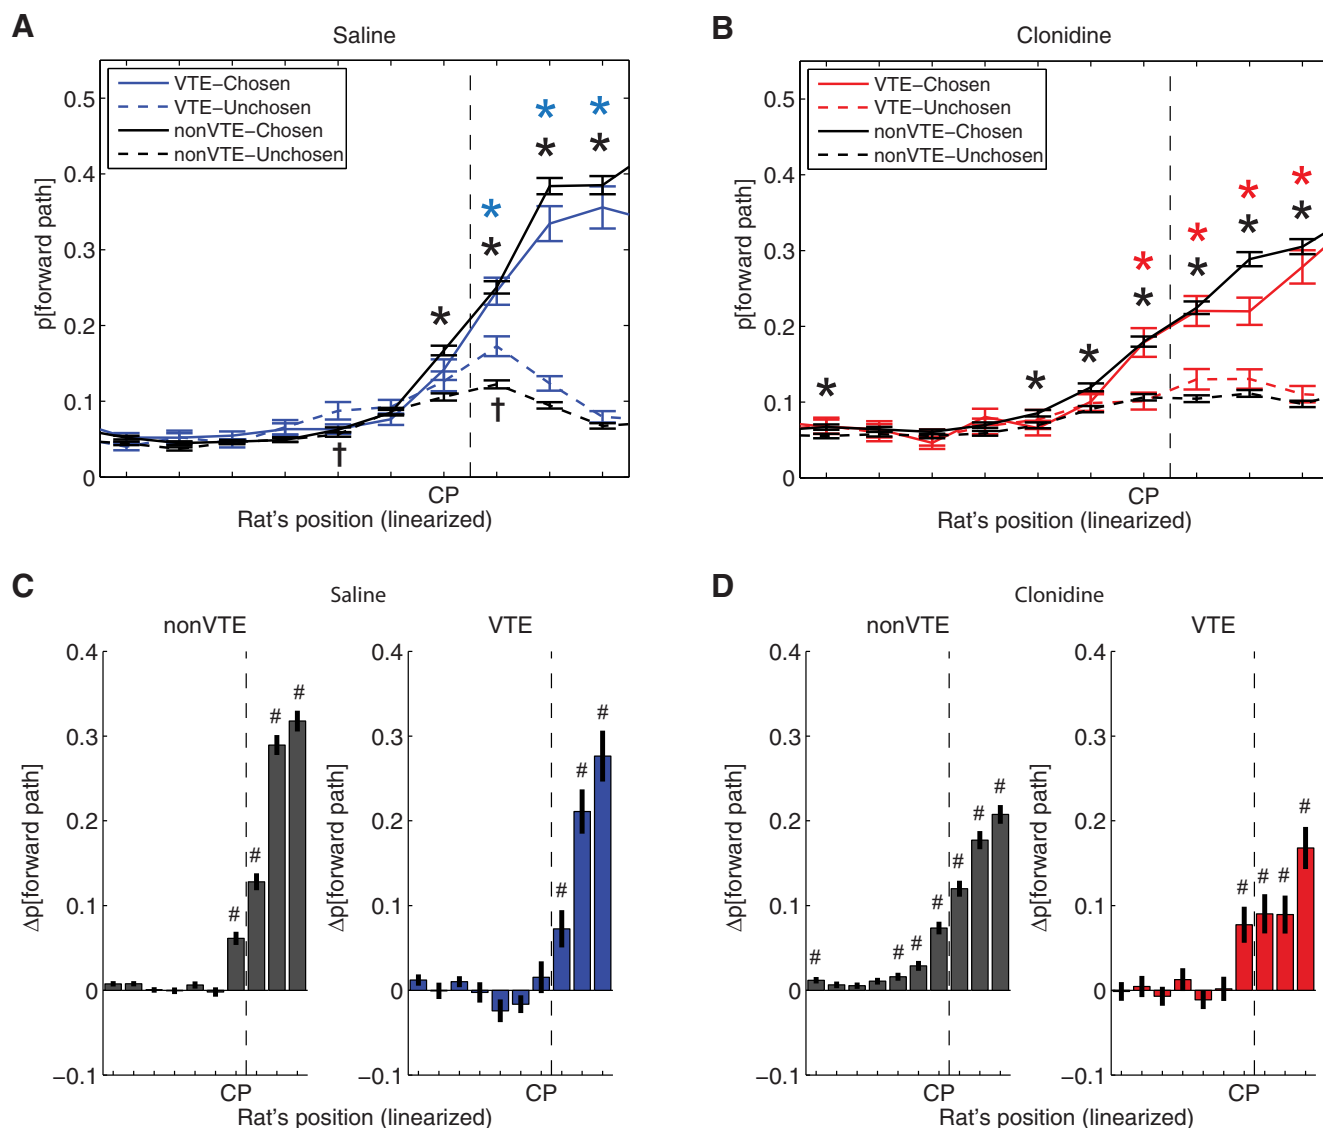 A
Saline
VTE−Chosen
VTE−Unchosen
nonVTE−Chosen
nonVTE−Unchosen
0.5
0.4
0.3
0.2
0.1
0
p[forward path]
* * * * * * *
† †
CP
Rat's position (linearized)
B
Clonidine
VTE−Chosen
VTE−Unchosen
nonVTE−Chosen
nonVTE−Unchosen
0.5
0.4
0.3
0.2
0.1
0
p[forward path]
* * * * * * * * * * *
CP
Rat's position (linearized)
C
Saline
nonVTE
0.4
0.3
0.2
0.1
0
−0.1
Δp[forward path]
# # # #
CP
VTE
0.4
0.3
0.2
0.1
0
−0.1
Δp[forward path]
# # #
CP
Rat's position (linearized)
D
Clonidine
nonVTE
0.4
0.3
0.2
0.1
0
−0.1
Δp[forward path]
# # # # # # #
CP
VTE
0.4
0.3
0.2
0.1
0
−0.1
Δp[forward path]
# # # #
CP
Rat's position (linearized)